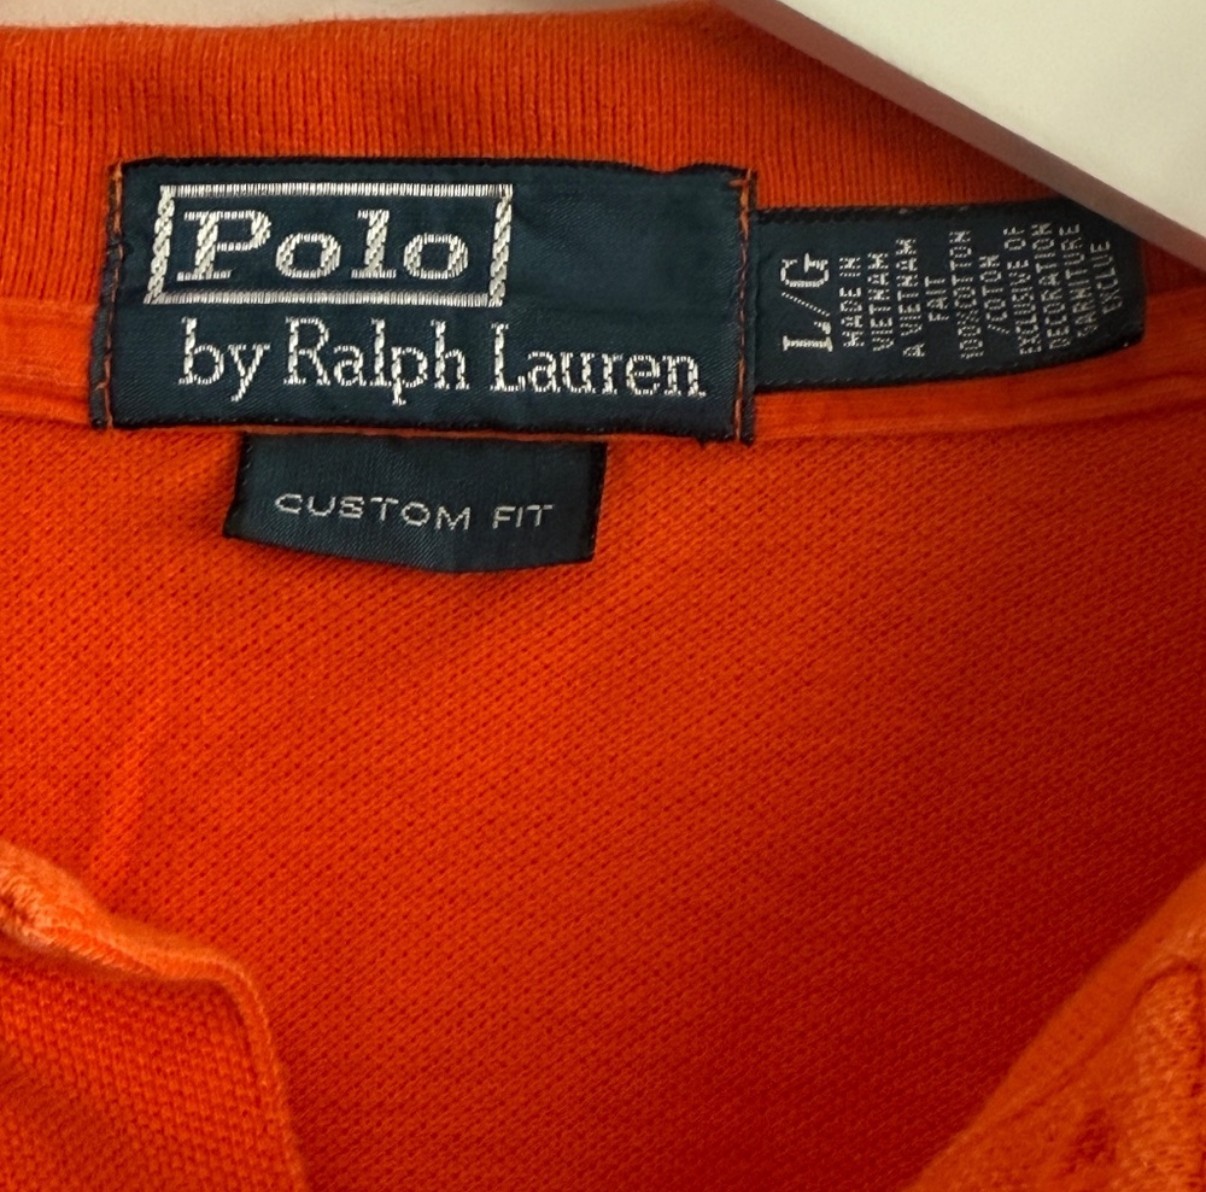 Polo
by Ralph Lauren
CUSTOM FIT
L/G
MADE IN
VIETNAM
A VIETNAM
FAIT
100%COTTON
/COTON
EXCLUSIVE OF
DECORATION
GARNITURE
EXCLUE